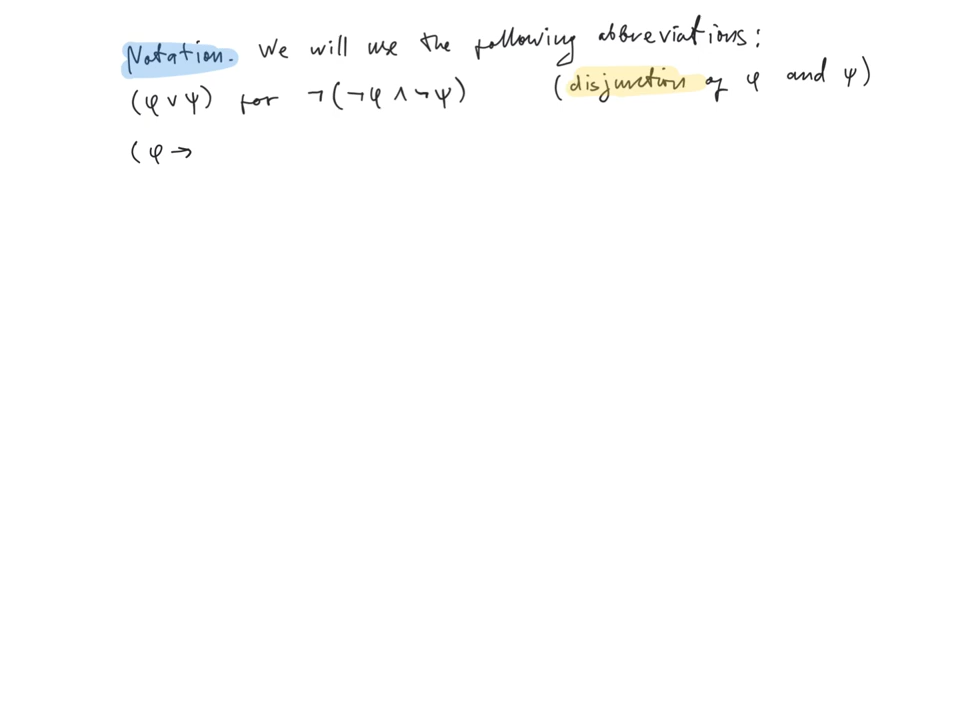 Notation. We will use the following abbreviations:
(φ ∨ ψ) for ¬(¬φ ∧ ¬ψ) (disjunction of φ and ψ)
(φ →